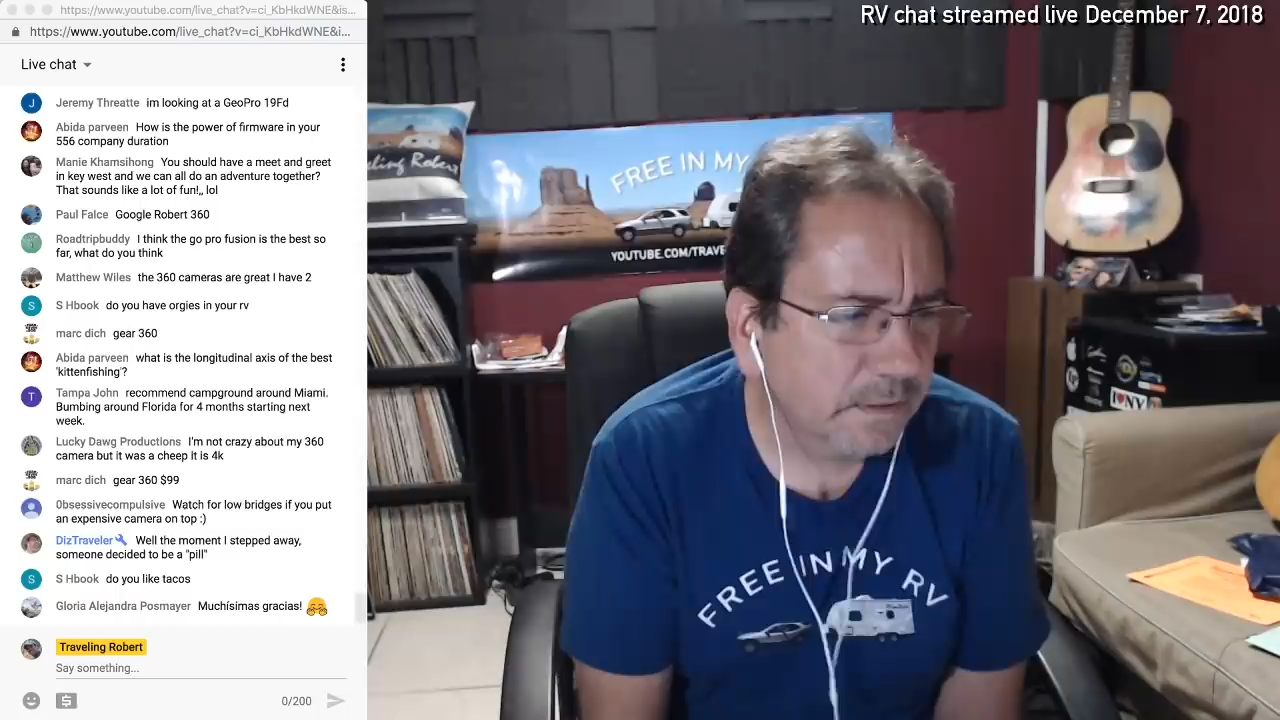 https://www.youtube.com/live_chat?v=ci_KbHkdWNE&is...
https://www.youtube.com/live_chat?v=ci_KbHkdWNE&i...
RV chat streamed live December 7, 2018
Live chat
J
Jeremy Threatte im looking at a GeoPro 19Fd
Abida parveen How is the power of firmware in your
556 company duration
Manie Khamsihong You should have a meet and greet
in key west and we can all do an adventure together?
That sounds like a lot of fun!,, lol
Paul Falce Google Robert 360
Roadtripbuddy I think the go pro fusion is the best so
far, what do you think
Matthew Wiles the 360 cameras are great I have 2
S
S Hbook do you have orgies in your rv
marc dich gear 360
Abida parveen what is the longitudinal axis of the best
'kittenfishing'?
T
Tampa John recommend campground around Miami.
Bumbing around Florida for 4 months starting next
week.
Lucky Dawg Productions I'm not crazy about my 360
camera but it was a cheep it is 4k
marc dich gear 360 $99
0bsessivecompulsive Watch for low bridges if you put
an expensive camera on top :)
DizTraveler Well the moment I stepped away,
someone decided to be a "pill"
S
S Hbook do you like tacos
Gloria Alejandra Posmayer Muchísimas gracias!
Traveling Robert
Say something...
$
0/200
eling Robert
FREE IN MY
YOUTUBE.COM/TRAVE
I NY
FREE IN MY RV